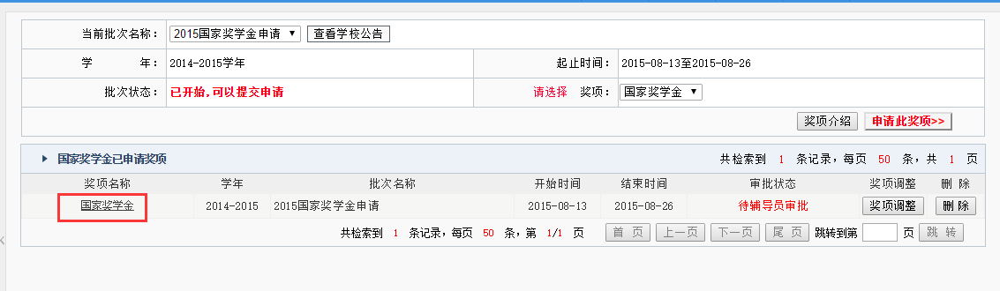 当前批次名称： 2015国家奖学金申请 查看学校公告
学 年： 2014-2015学年 起止时间： 2015-08-13至2015-08-26
批次状态： 已开始,可以提交申请 请选择 奖项： 国家奖学金
奖项介绍 申请此奖项>>
国家奖学金已申请奖项 共检索到 1 条记录，每页 50 条，共 1 页
奖项名称 学年 批次名称 开始时间 结束时间 审批状态 奖项调整 删 除
国家奖学金 2014-2015 2015国家奖学金申请 2015-08-13 2015-08-26 待辅导员审批 奖项调整 删 除
共检索到 1 条记录，每页 50 条，第 1/1 页 首 页 上一页 下一页 尾 页 跳转到第 页 跳 转